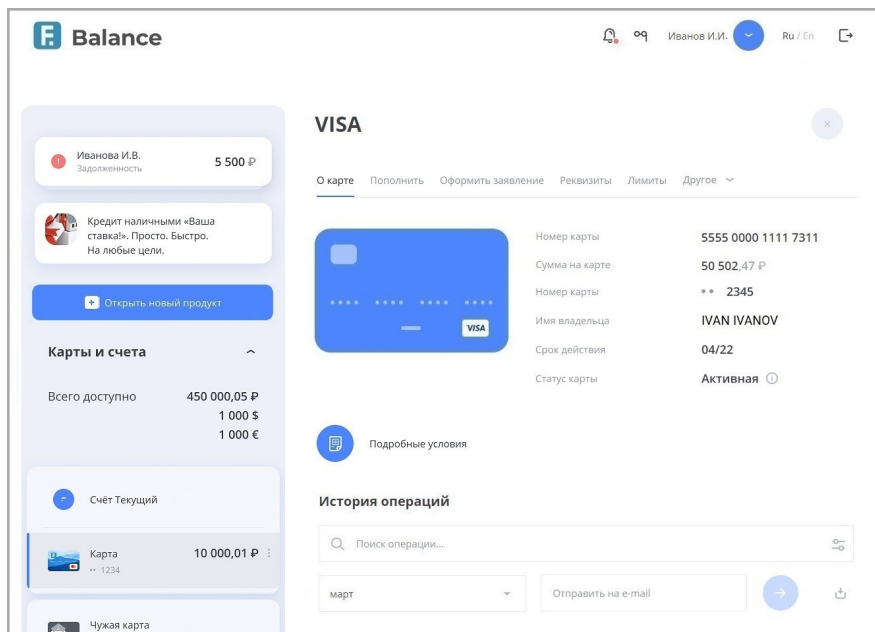 F. Balance
Иванов И.И.
Ru / En
Иванова И.В.
Задолженность
5 500 ₽
Кредит наличными «Ваша
ставка!». Просто. Быстро.
На любые цели.
Открыть новый продукт
Карты и счета
Всего доступно
450 000,05 ₽
1 000 $
1 000 €
Счёт Текущий
Карта
10 000,01 ₽
•• 1234
Чужая карта
VISA
О карте Пополнить Оформить заявление Реквизиты Лимиты Другое
VISA
Номер карты 5555 0000 1111 7311
Сумма на карте 50 502,47 ₽
Номер карты •• 2345
Имя владельца IVAN IVANOV
Срок действия 04/22
Статус карты Активная
Подробные условия
История операций
Поиск операции...
март
Отправить на e-mail